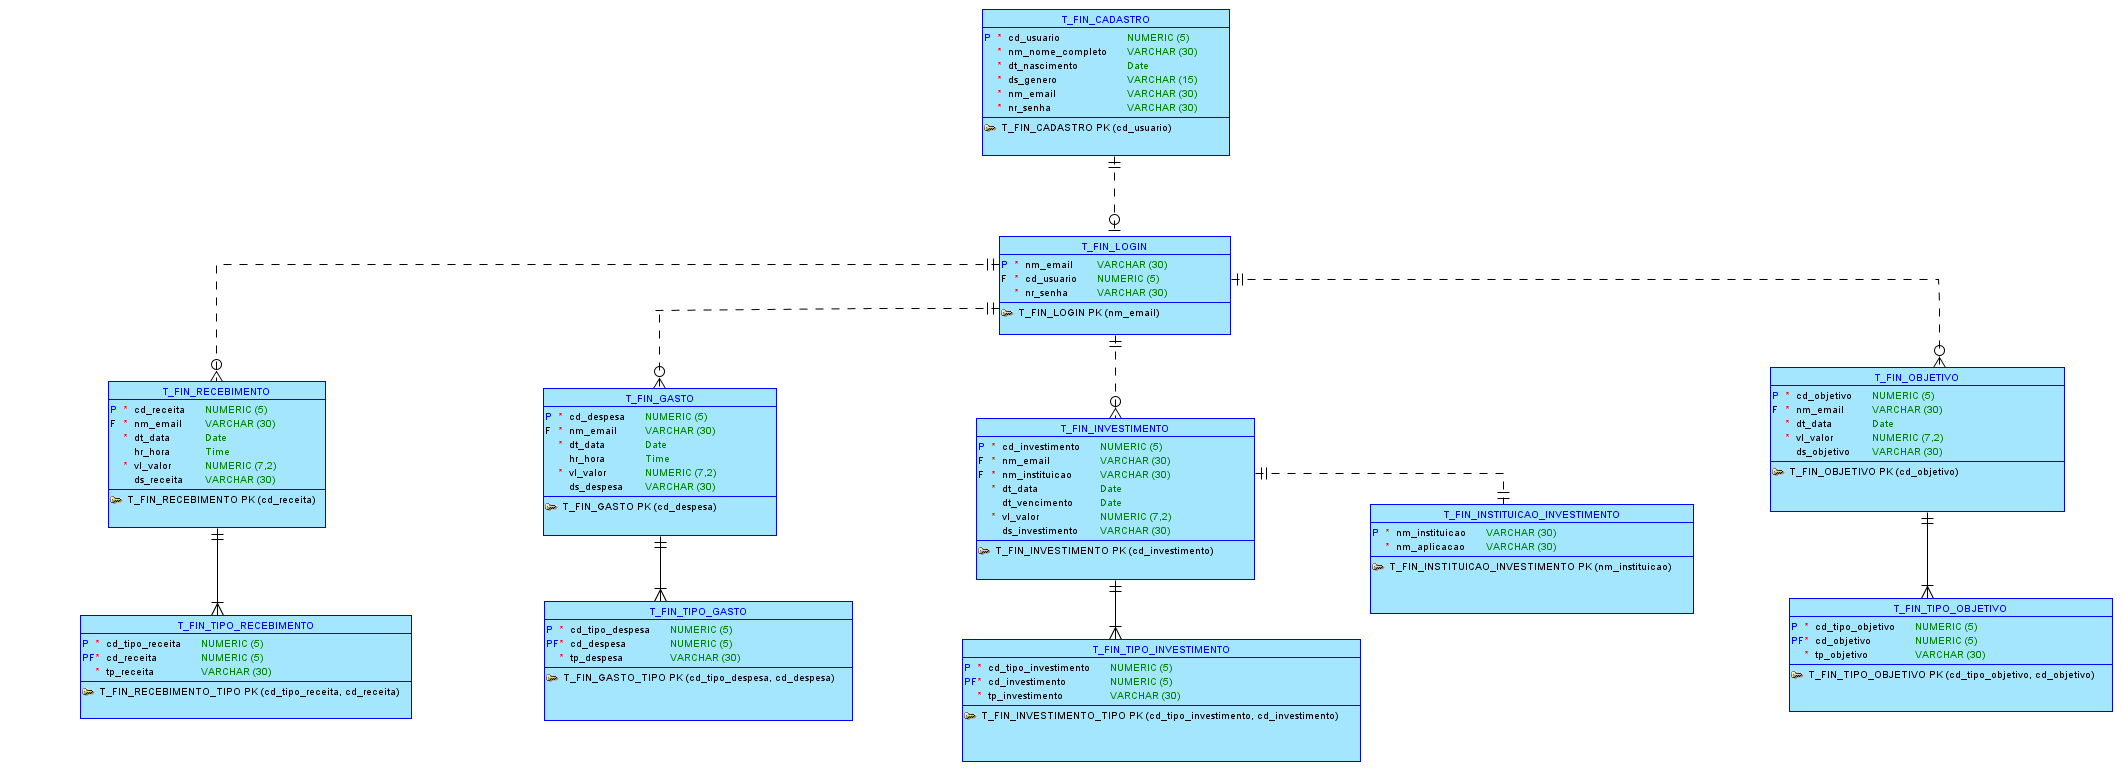 T_FIN_CADASTRO
P * cd_usuario NUMERIC (5)
* nm_nome_completo VARCHAR (30)
* dt_nascimento Date
* ds_genero VARCHAR (15)
* nm_email VARCHAR (30)
* nr_senha VARCHAR (30)
T_FIN_CADASTRO PK (cd_usuario)
T_FIN_LOGIN
P * nm_email VARCHAR (30)
F * cd_usuario NUMERIC (5)
* nr_senha VARCHAR (30)
T_FIN_LOGIN PK (nm_email)
T_FIN_RECEBIMENTO
P * cd_receita NUMERIC (5)
F * nm_email VARCHAR (30)
* dt_data Date
hr_hora Time
* vl_valor NUMERIC (7,2)
ds_receita VARCHAR (30)
T_FIN_RECEBIMENTO PK (cd_receita)
T_FIN_GASTO
P * cd_despesa NUMERIC (5)
F * nm_email VARCHAR (30)
* dt_data Date
hr_hora Time
* vl_valor NUMERIC (7,2)
ds_despesa VARCHAR (30)
T_FIN_GASTO PK (cd_despesa)
T_FIN_INVESTIMENTO
P * cd_investimento NUMERIC (5)
F * nm_email VARCHAR (30)
F * nm_instituicao VARCHAR (30)
* dt_data Date
dt_vencimento Date
* vl_valor NUMERIC (7,2)
ds_investimento VARCHAR (30)
T_FIN_INVESTIMENTO PK (cd_investimento)
T_FIN_INSTITUICAO_INVESTIMENTO
P * nm_instituicao VARCHAR (30)
* nm_aplicacao VARCHAR (30)
T_FIN_INSTITUICAO_INVESTIMENTO PK (nm_instituicao)
T_FIN_OBJETIVO
P * cd_objetivo NUMERIC (5)
F * nm_email VARCHAR (30)
* dt_data Date
* vl_valor NUMERIC (7,2)
ds_objetivo VARCHAR (30)
T_FIN_OBJETIVO PK (cd_objetivo)
T_FIN_TIPO_RECEBIMENTO
P * cd_tipo_receita NUMERIC (5)
PF* cd_receita NUMERIC (5)
* tp_receita VARCHAR (30)
T_FIN_RECEBIMENTO_TIPO PK (cd_tipo_receita, cd_receita)
T_FIN_TIPO_GASTO
P * cd_tipo_despesa NUMERIC (5)
PF* cd_despesa NUMERIC (5)
* tp_despesa VARCHAR (30)
T_FIN_GASTO_TIPO PK (cd_tipo_despesa, cd_despesa)
T_FIN_TIPO_INVESTIMENTO
P * cd_tipo_investimento NUMERIC (5)
PF* cd_investimento NUMERIC (5)
* tp_investimento VARCHAR (30)
T_FIN_INVESTIMENTO_TIPO PK (cd_tipo_investimento, cd_investimento)
T_FIN_TIPO_OBJETIVO
P * cd_tipo_objetivo NUMERIC (5)
PF* cd_objetivo NUMERIC (5)
* tp_objetivo VARCHAR (30)
T_FIN_TIPO_OBJETIVO PK (cd_tipo_objetivo, cd_objetivo)